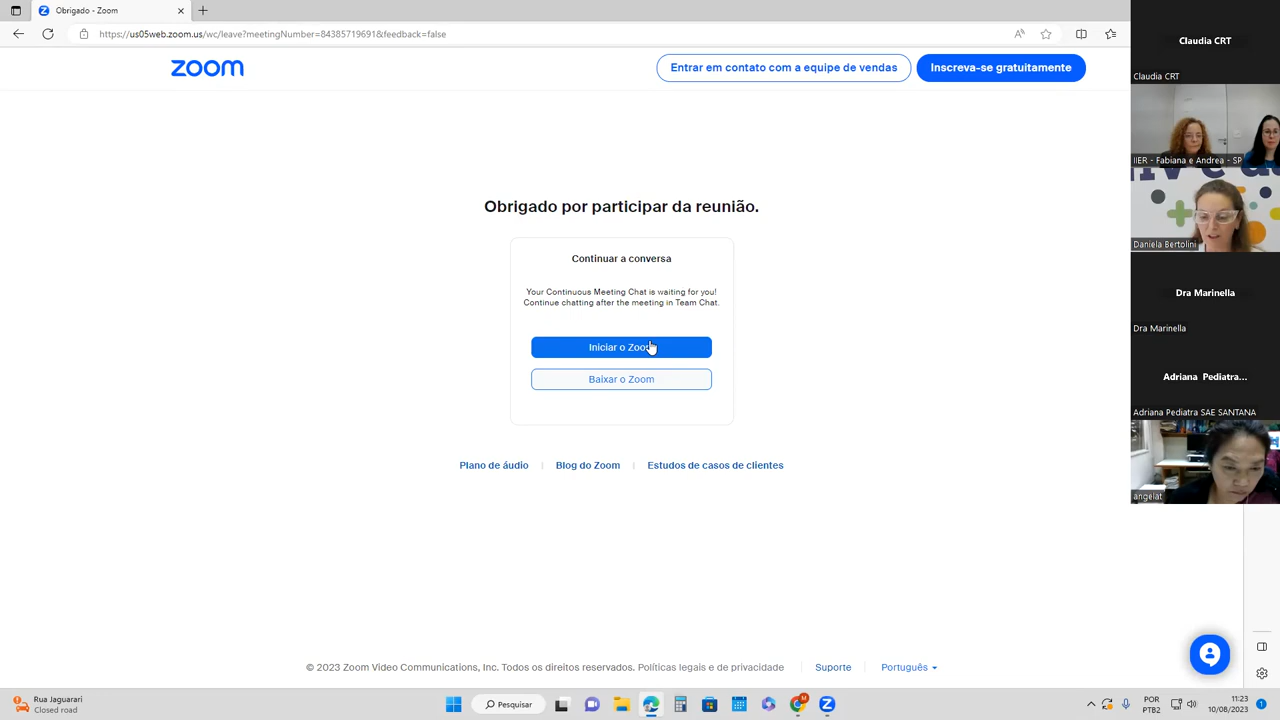 Obrigado - Zoom
https://us05web.zoom.us/wc/leave?meetingNumber=84385719691&feedback=false
zoom
Entrar em contato com a equipe de vendas
Inscreva-se gratuitamente
Obrigado por participar da reunião.
Continuar a conversa
Your Continuous Meeting Chat is waiting for you!
Continue chatting after the meeting in Team Chat.
Iniciar o Zoom
Baixar o Zoom
Plano de áudio
Blog do Zoom
Estudos de casos de clientes
© 2023 Zoom Video Communications, Inc. Todos os direitos reservados. Políticas legais e de privacidade
Suporte
Português
Claudia CRT
Claudia CRT
IIER - Fabiana e Andrea - SP
Daniela Bertolini
Dra Marinella
Dra Marinella
Adriana Pediatra...
Adriana Pediatra SAE SANTANA
angelat
Rua Jaguarari
Closed road
Pesquisar
POR
PTB2
11:23
10/08/2023